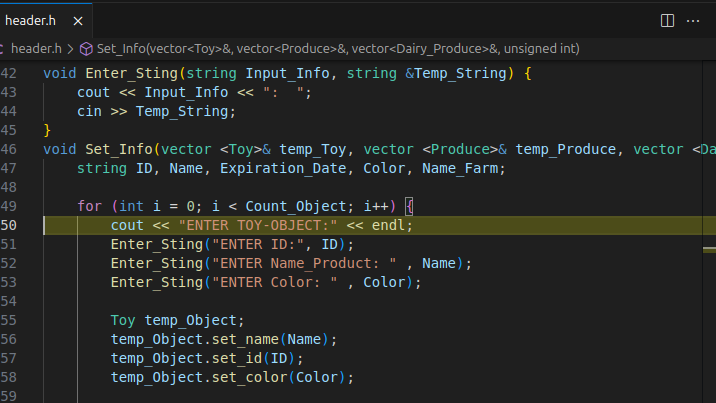 header.h ×
header.h > Set_Info(vector<Toy>&, vector<Produce>&, vector<Dairy_Produce>&, unsigned int)
42 void Enter_Sting(string Input_Info, string &Temp_String) {
43 cout << Input_Info << ":  ";
44 cin >> Temp_String;
45 }
46 void Set_Info(vector <Toy>& temp_Toy, vector <Produce>& temp_Produce, vector <Da
47 string ID, Name, Expiration_Date, Color, Name_Farm;
48
49 for (int i = 0; i < Count_Object; i++) {
50 cout << "ENTER TOY-OBJECT:" << endl;
51 Enter_Sting("ENTER ID:", ID);
52 Enter_Sting("ENTER Name_Product: " , Name);
53 Enter_Sting("ENTER Color: " , Color);
54
55 Toy temp_Object;
56 temp_Object.set_name(Name);
57 temp_Object.set_id(ID);
58 temp_Object.set_color(Color);
59